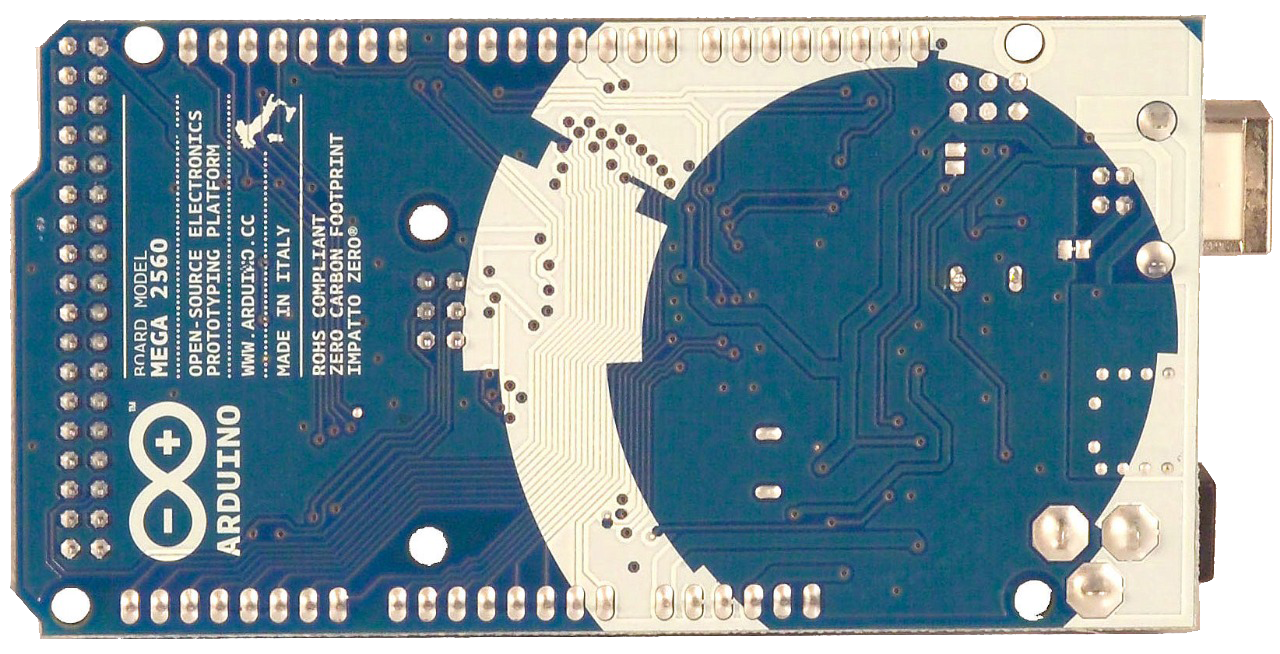 BOARD MODEL
MEGA 2560
OPEN-SOURCE ELECTRONICS
PROTOTYPING PLATFORM
WWW.ARDUINO.CC
MADE IN ITALY
ROHS COMPLIANT
ZERO CARBON FOOTPRINT
IMPATTO ZERO®
™
ARDUINO